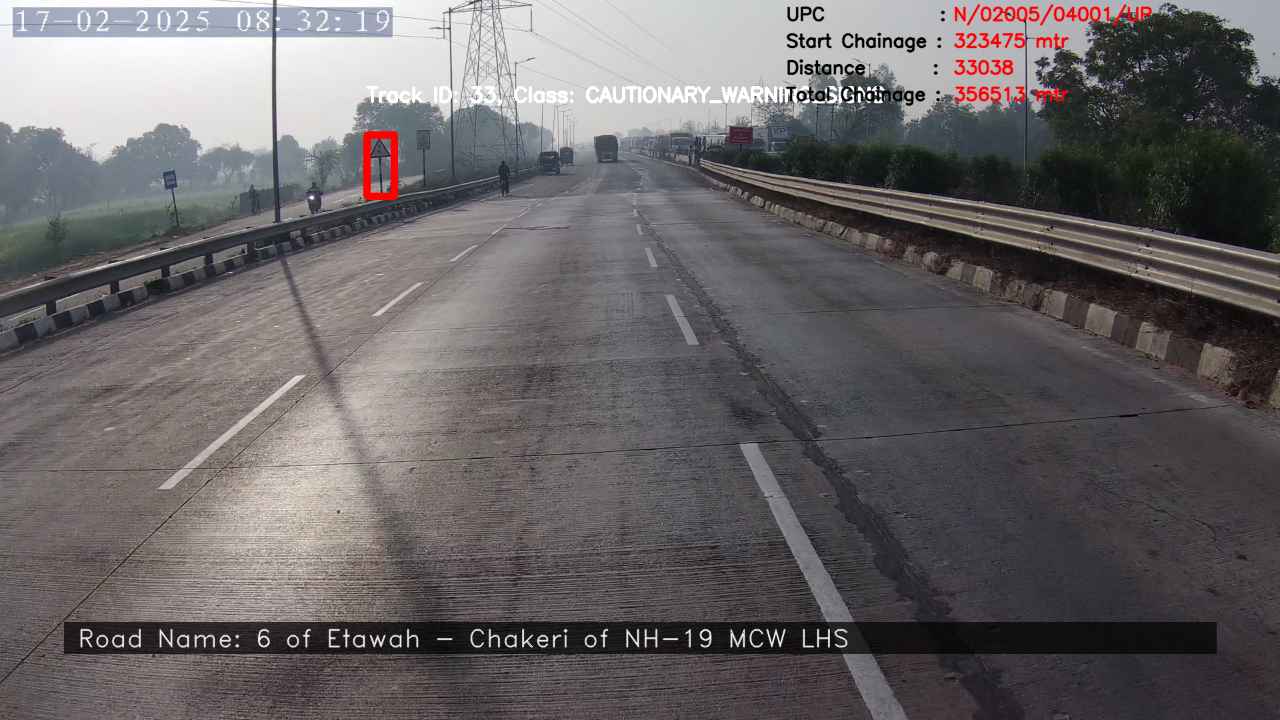 17-02-2025 08:32:19
UPC : N/02005/04001/UP
Start Chainage : 323475 mtr
Distance : 33038
Track ID: 33, Class: CAUTIONARY_WARNING_SIGNS
Total Chainage : 356513 mtr
Road Name: 6 of Etawah - Chakeri of NH-19 MCW LHS